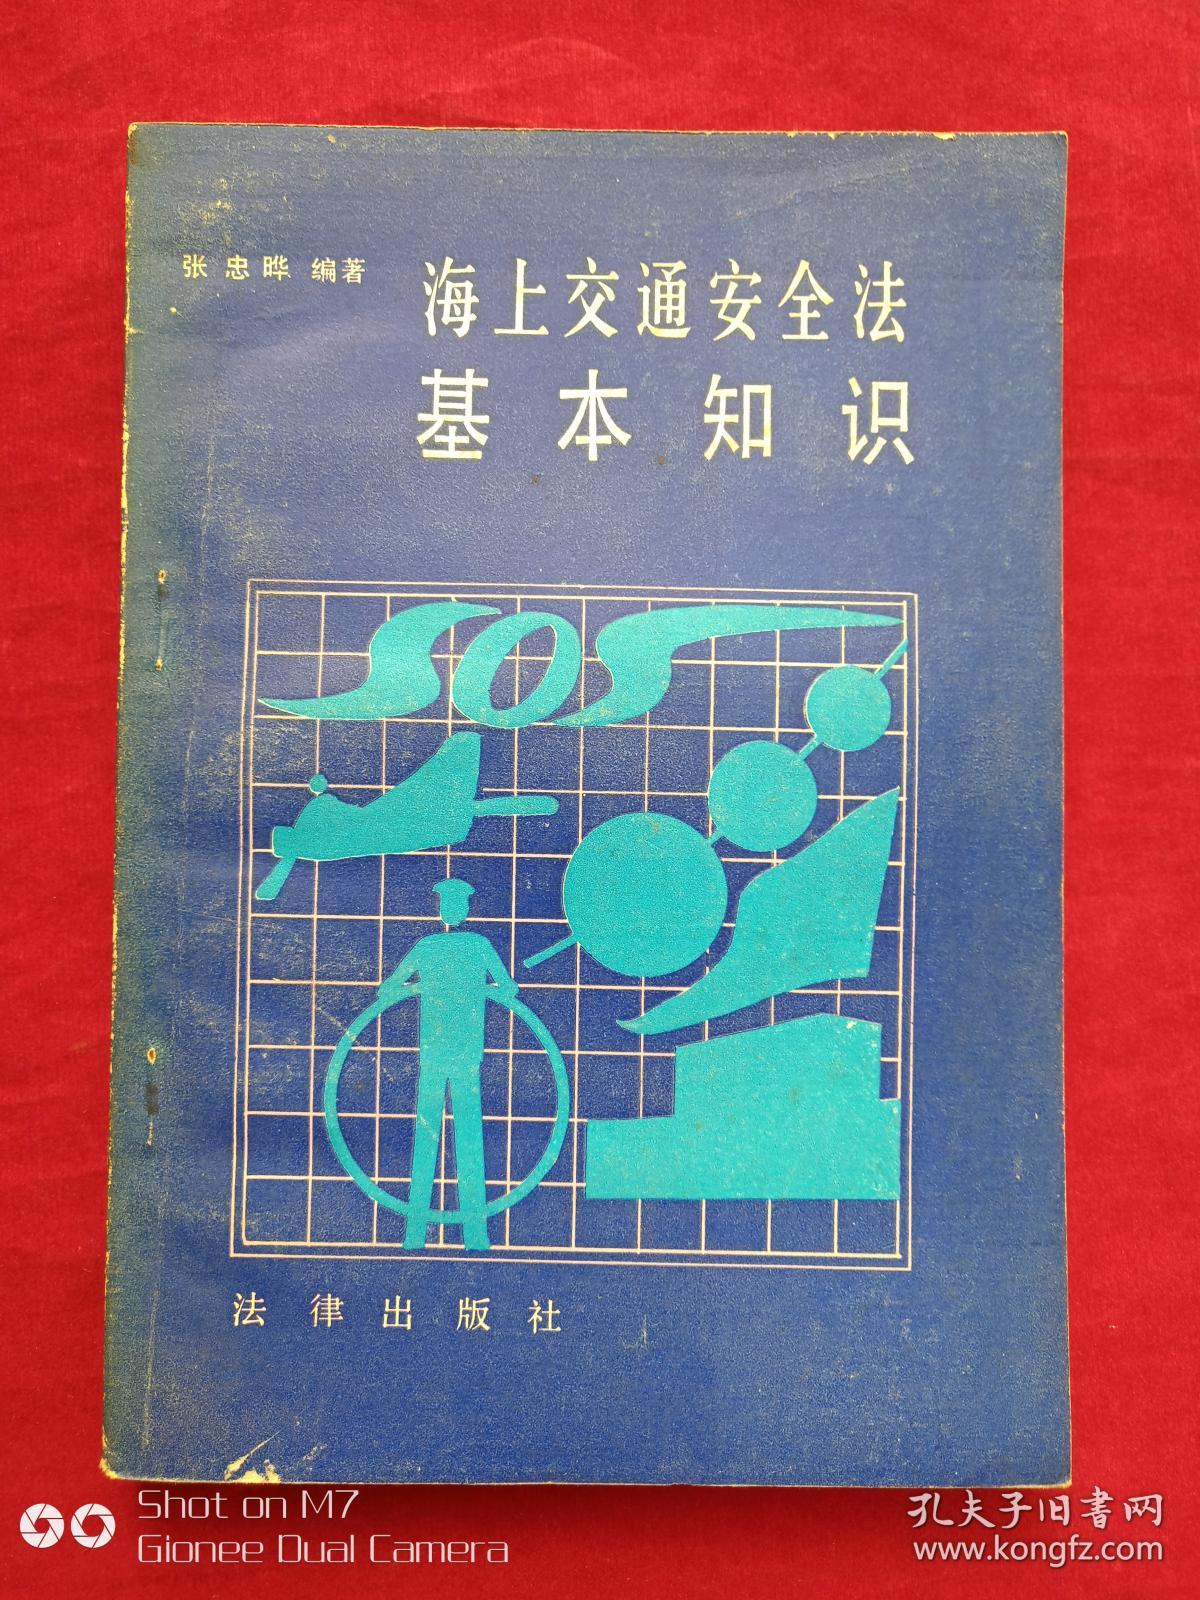 张忠晔 编著
海上交通安全法
基本知识
SOS
法律出版社
Shot on M7
Gionee Dual Camera
孔夫子旧书网
www.kongfz.com